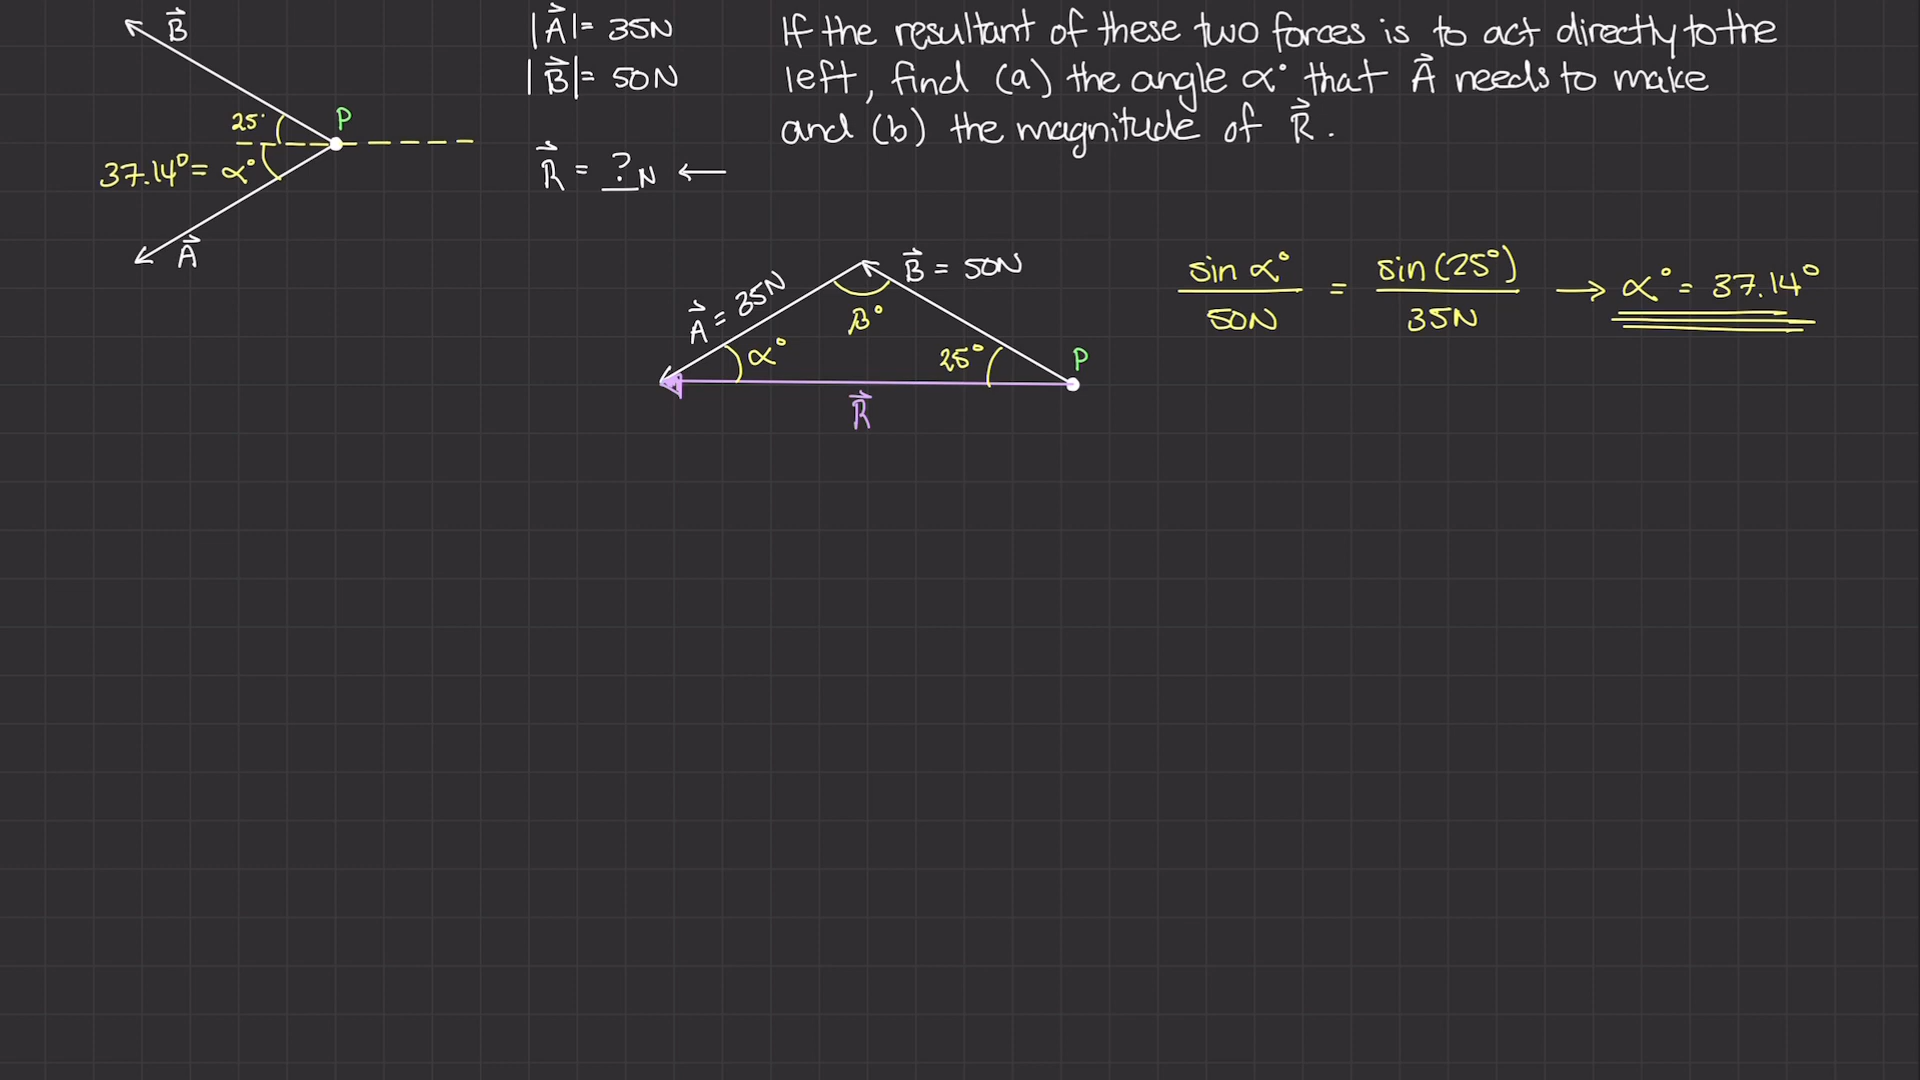 B⃗
25°
P
37.14° = α°
A⃗
|A⃗| = 35N
|B⃗| = 50N
R⃗ = ? N ←
If the resultant of these two forces is to act directly to the
left, find (a) the angle α° that A⃗ needs to make
and (b) the magnitude of R⃗.
A⃗ = 35N
B⃗ = 50N
β°
α°
25°
P
R⃗
sin α° / 50N = sin(25°) / 35N → α° = 37.14°